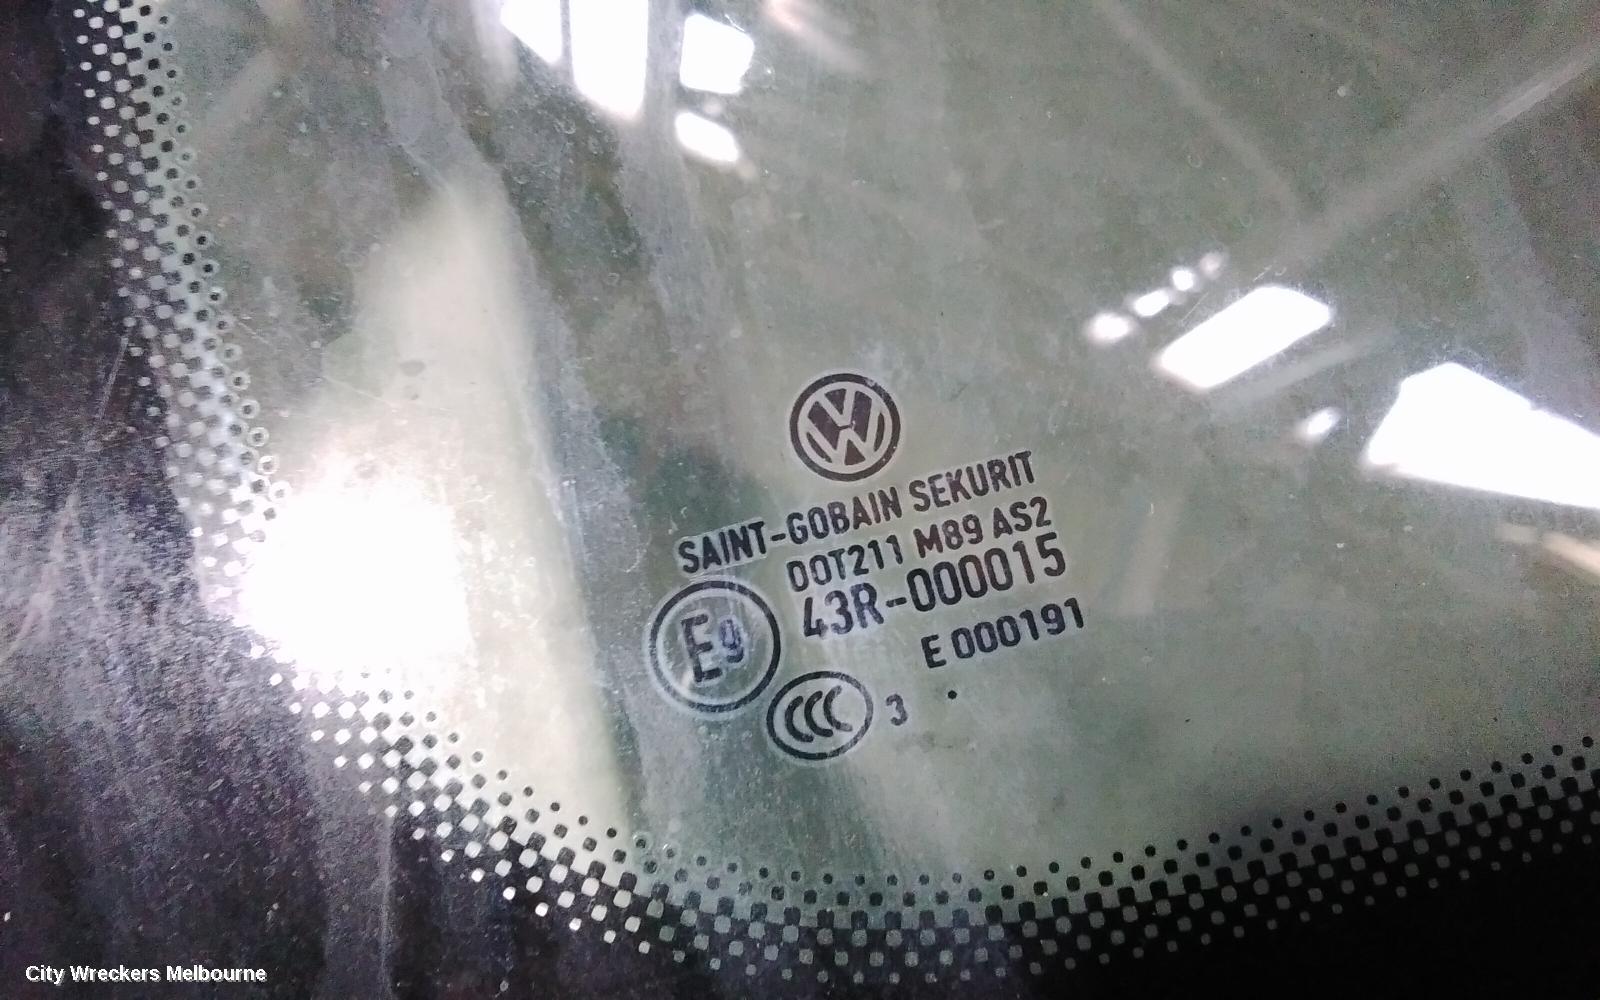 SAINT-GOBAIN SEKURIT
DOT211 M89 AS2
43R-000015
E9
E 000191
CCC 3 .
City Wreckers Melbourne